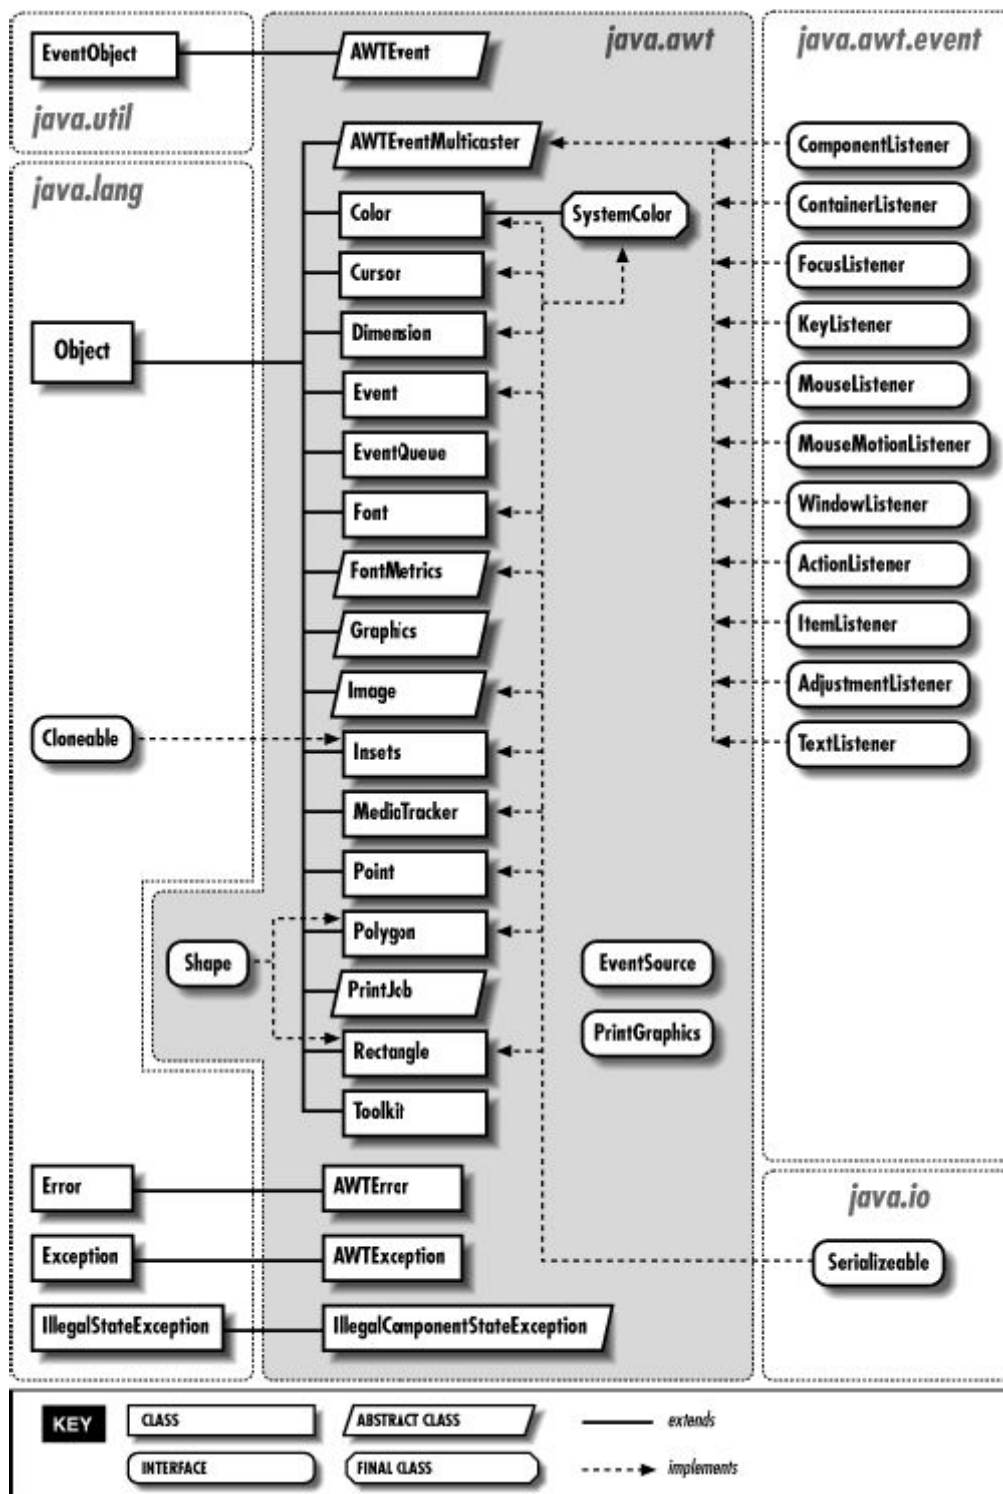 EventObject
AWTEvent
java.awt
java.awt.event
java.util
AWTEventMulticaster
ComponentListener
java.lang
Color
SystemColor
ContainerListener
Cursor
FocusListener
Object
Dimension
KeyListener
Event
MouseListener
EventQueue
MouseMotionListener
Font
WindowListener
FontMetrics
ActionListener
Graphics
ItemListener
Image
AdjustmentListener
Cloneable
Insets
TextListener
MediaTracker
Point
Shape
Polygon
EventSource
PrintJob
PrintGraphics
Rectangle
Toolkit
Error
AWTError
java.io
Exception
AWTException
Serializeable
IllegalStateException
IllegalComponentStateException
KEY
CLASS
ABSTRACT CLASS
extends
INTERFACE
FINAL CLASS
implements